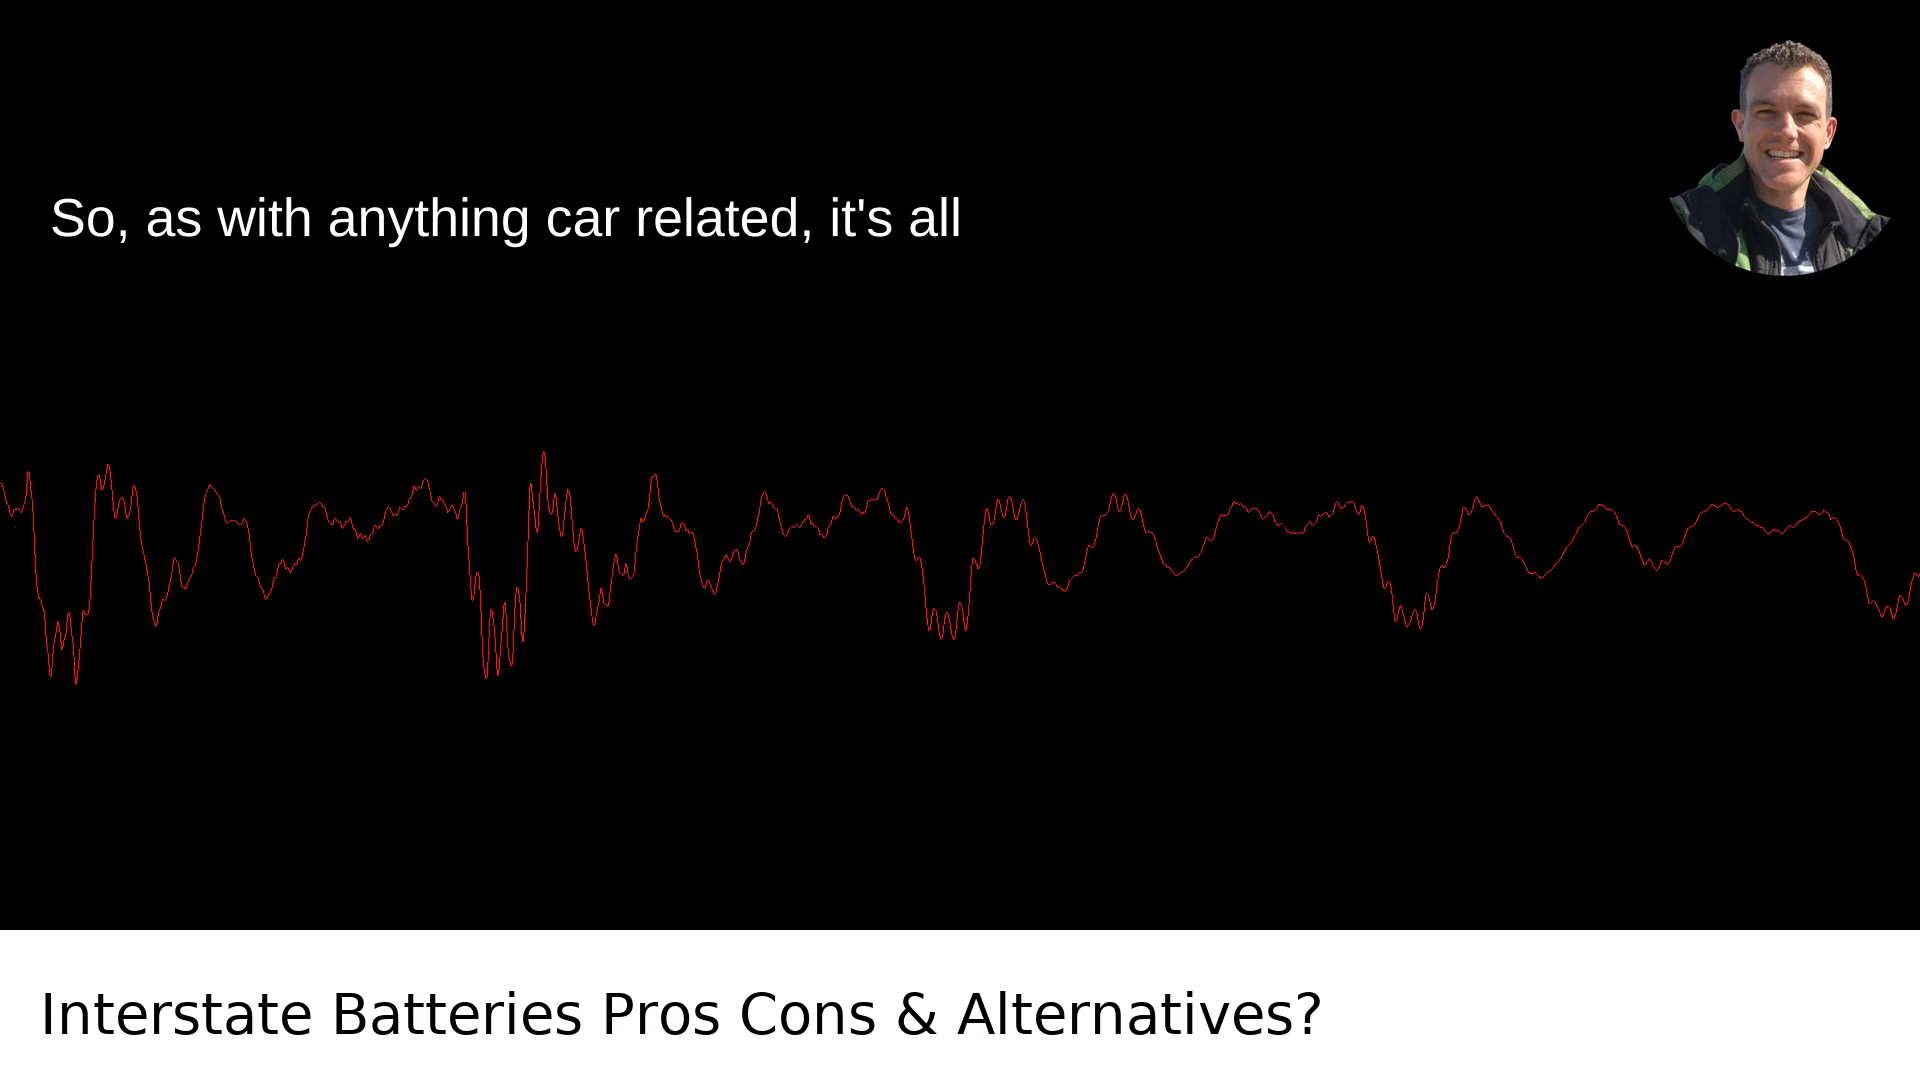 So, as with anything car related, it's all
Interstate Batteries Pros Cons & Alternatives?